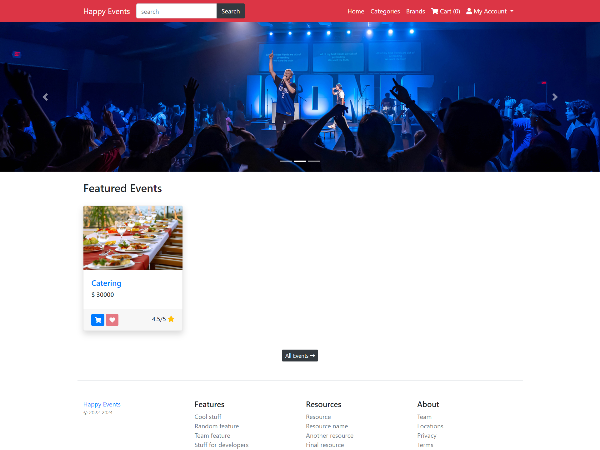 Happy Events
search
Search
Home
Categories
Brands
Cart (0)
My Account
Featured Events
Catering
$ 30000
4.5/5
All Events
Happy Events
Features
Cool stuff
Random feature
Team feature
Stuff for developers
Resources
Resource
Resource name
Another resource
Final resource
About
Team
Locations
Privacy
Terms